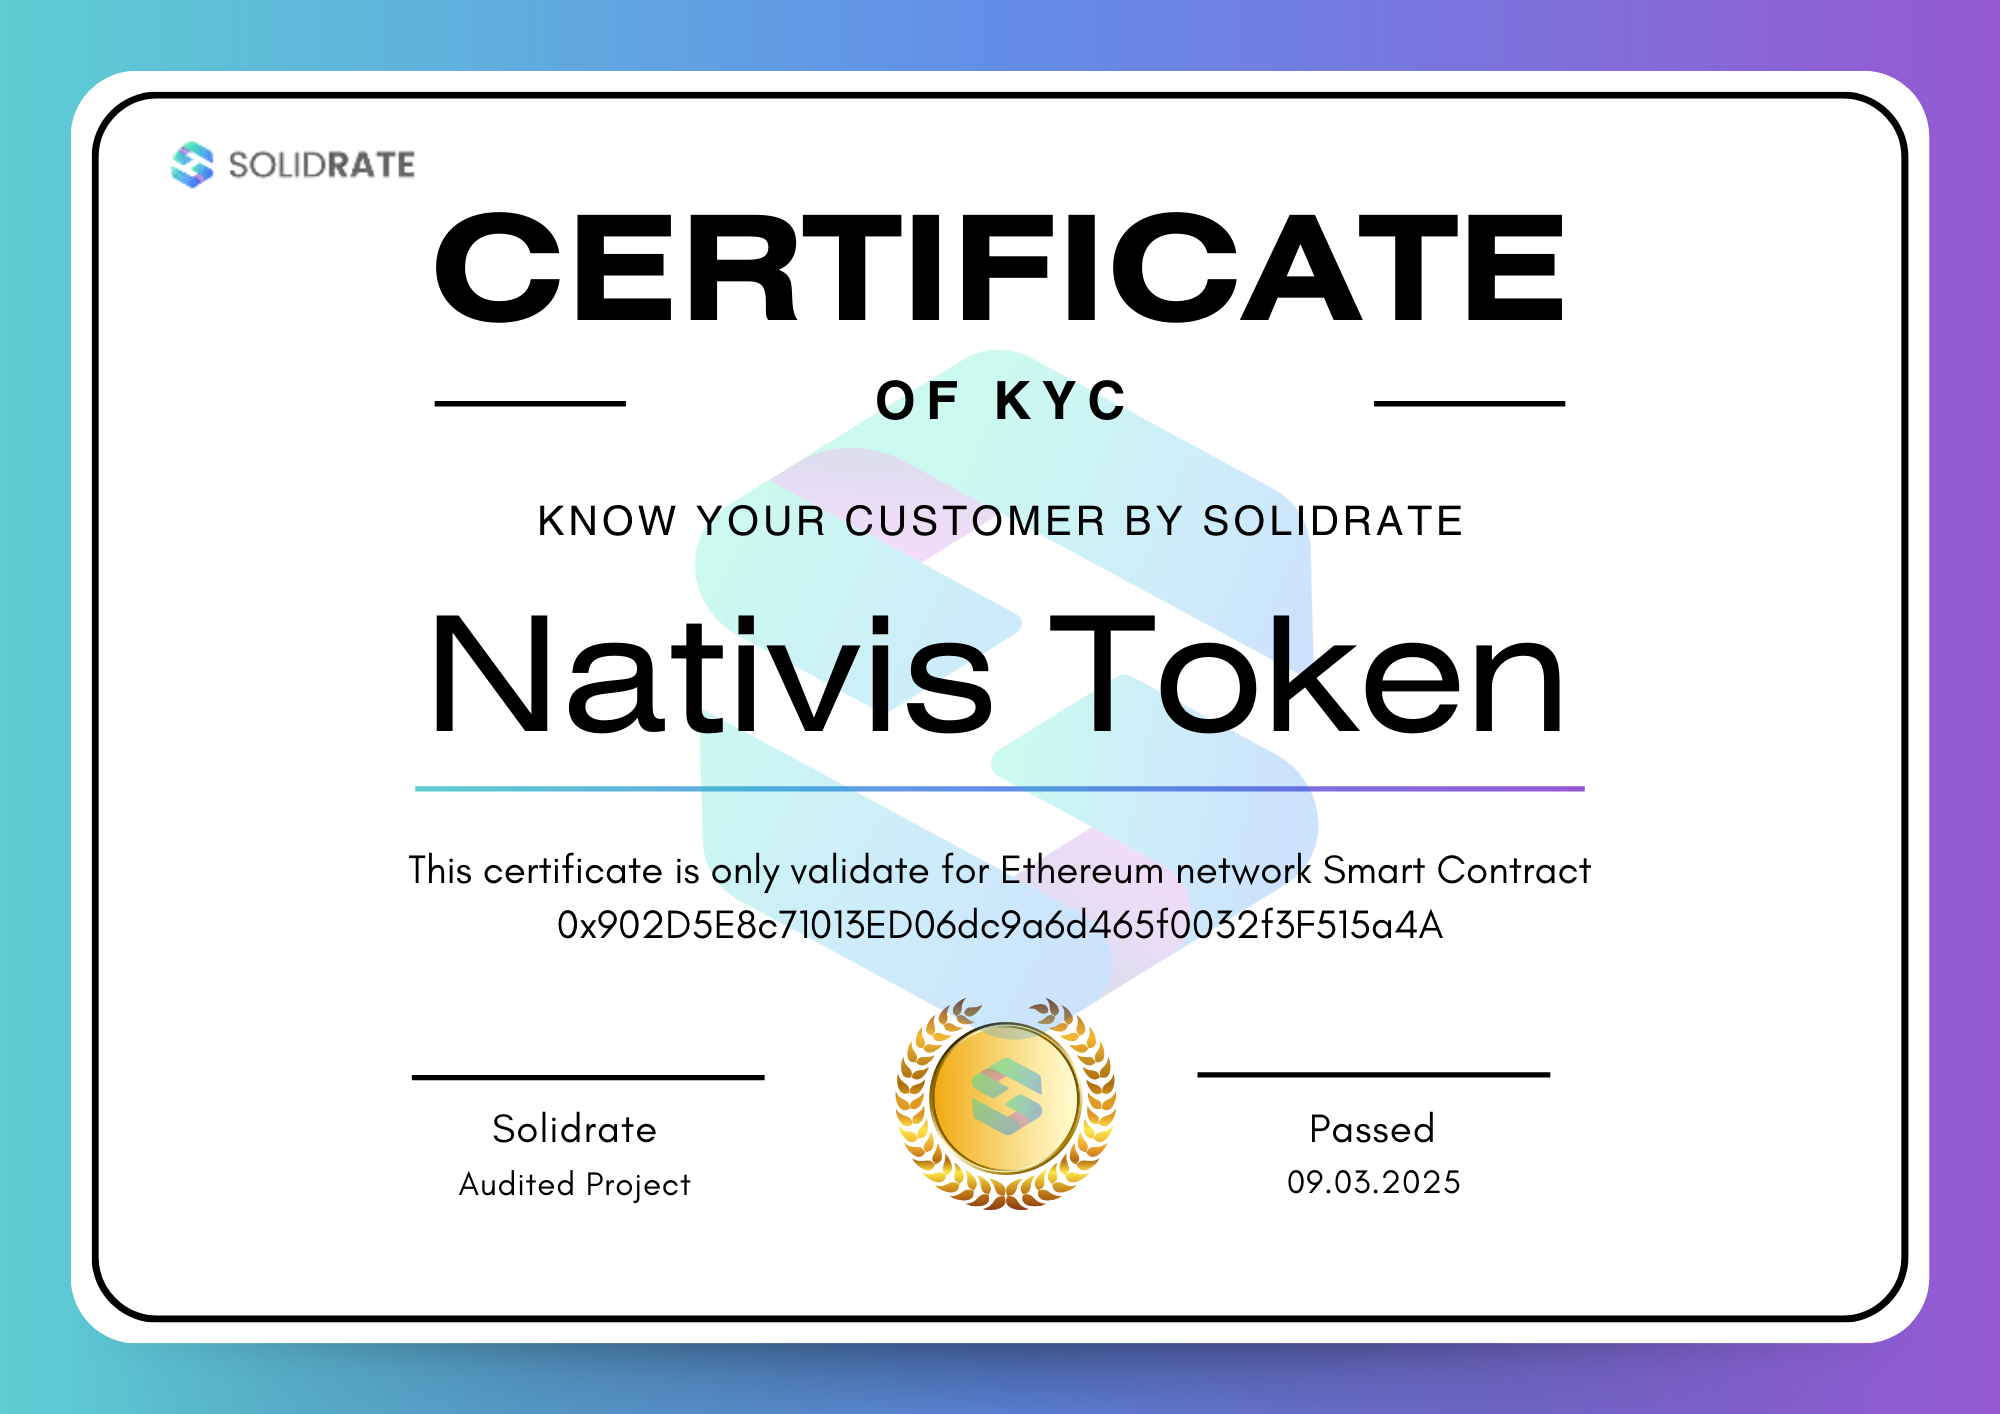 SOLIDRATE
CERTIFICATE
OF KYC
KNOW YOUR CUSTOMER BY SOLIDRATE
Nativis Token
This certificate is only validate for Ethereum network Smart Contract
0x902D5E8c71013ED06dc9a6d465f0032f3F515a4A
Solidrate
Audited Project
Passed
09.03.2025